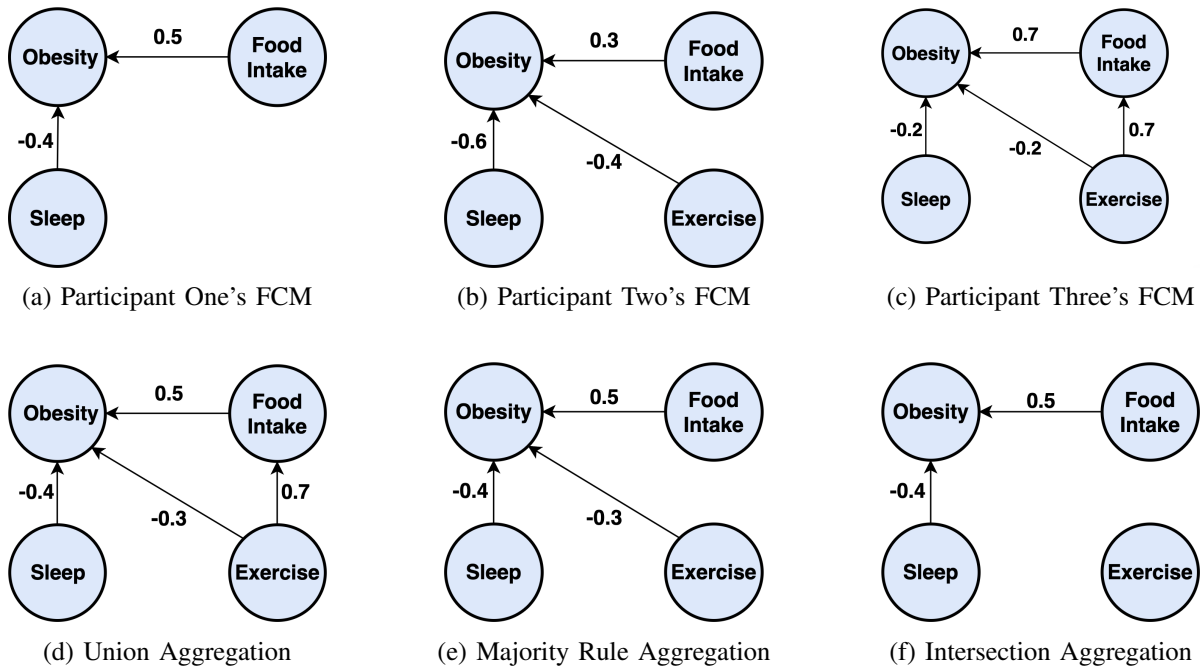 0.5
Obesity
Food
Intake
-0.4
Sleep
(a) Participant One's FCM
0.3
Obesity
Food
Intake
-0.6
-0.4
Sleep
Exercise
(b) Participant Two's FCM
0.7
Obesity
Food
Intake
-0.2
-0.2
0.7
Sleep
Exercise
(c) Participant Three's FCM
0.5
Obesity
Food
Intake
-0.4
-0.3
0.7
Sleep
Exercise
(d) Union Aggregation
0.5
Obesity
Food
Intake
-0.4
-0.3
Sleep
Exercise
(e) Majority Rule Aggregation
0.5
Obesity
Food
Intake
-0.4
Sleep
Exercise
(f) Intersection Aggregation